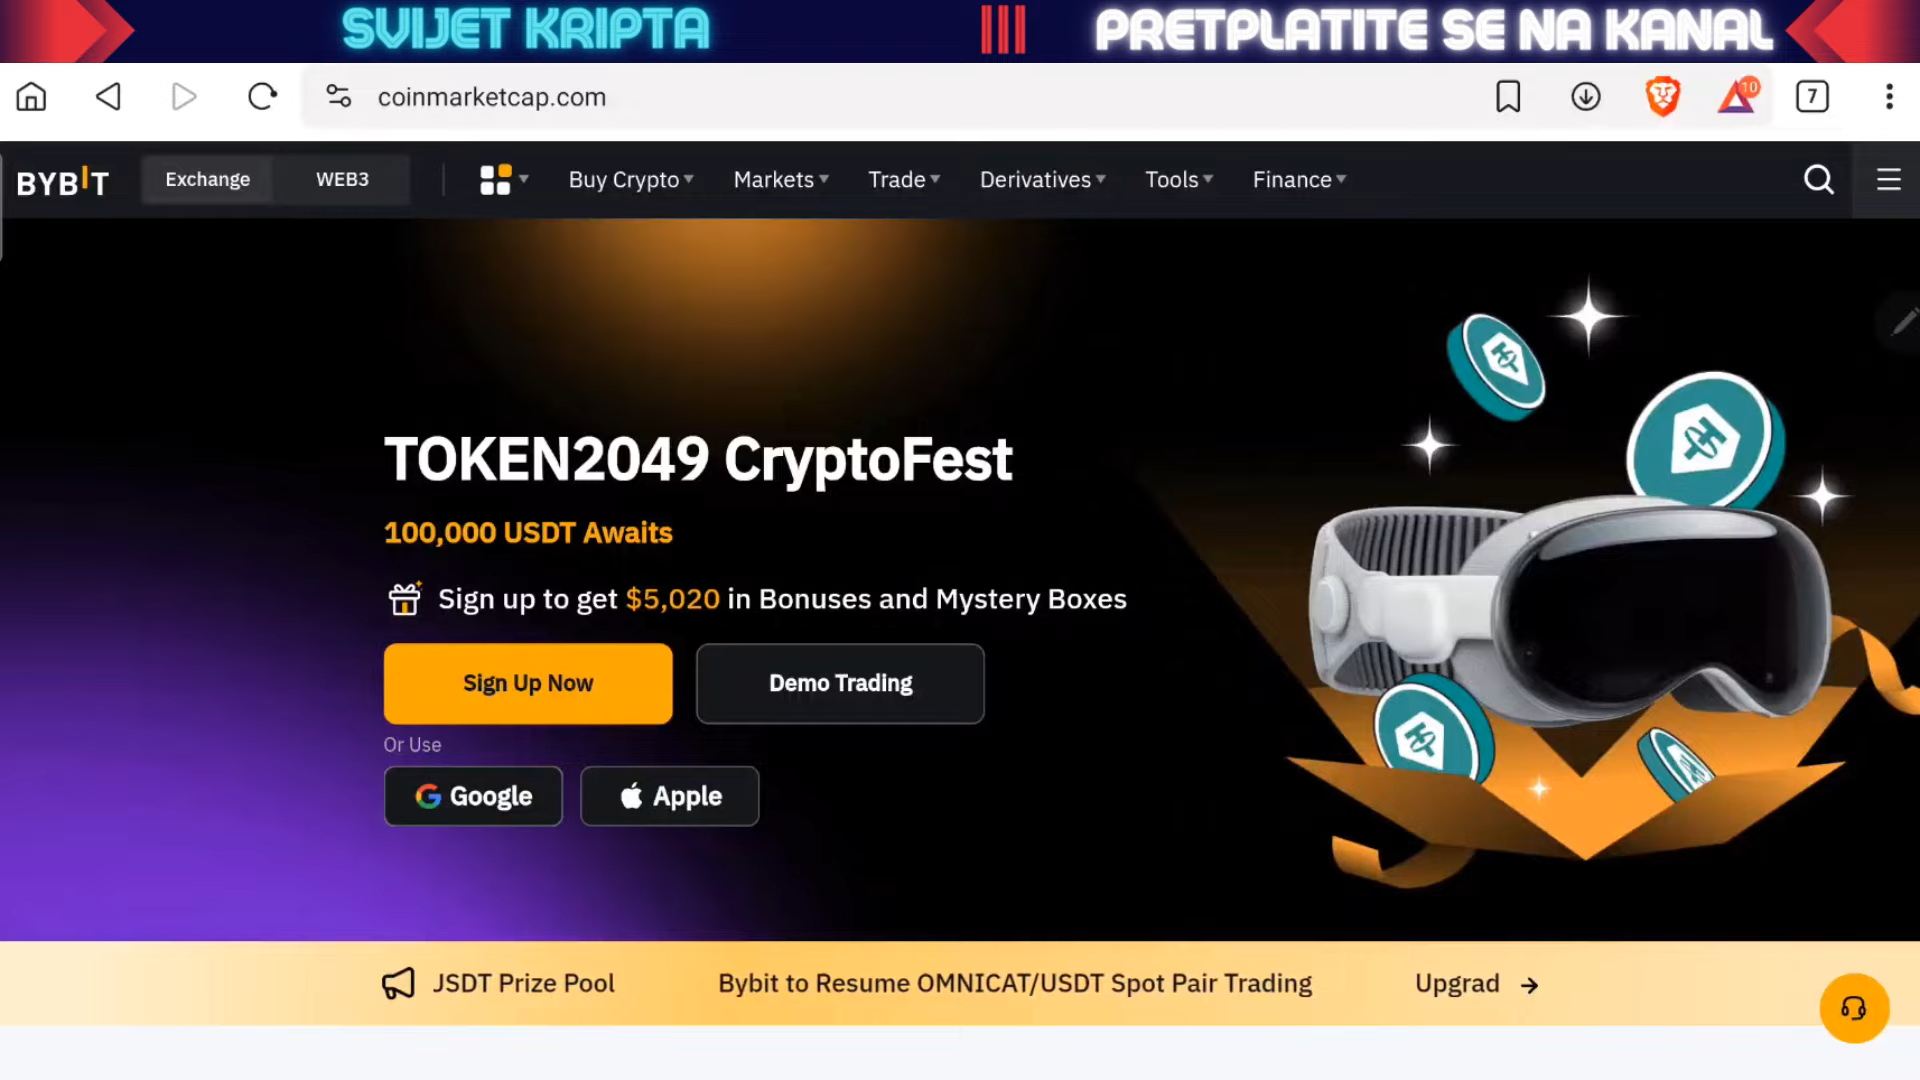 SVIJET KRIPTA
PRETPLATITE SE NA KANAL
coinmarketcap.com
10
7
BYBIT
Exchange
WEB3
Buy Crypto
Markets
Trade
Derivatives
Tools
Finance
TOKEN2049 CryptoFest
100,000 USDT Awaits
Sign up to get $5,020 in Bonuses and Mystery Boxes
Sign Up Now
Demo Trading
Or Use
Google
Apple
JSDT Prize Pool
Bybit to Resume OMNICAT/USDT Spot Pair Trading
Upgrad